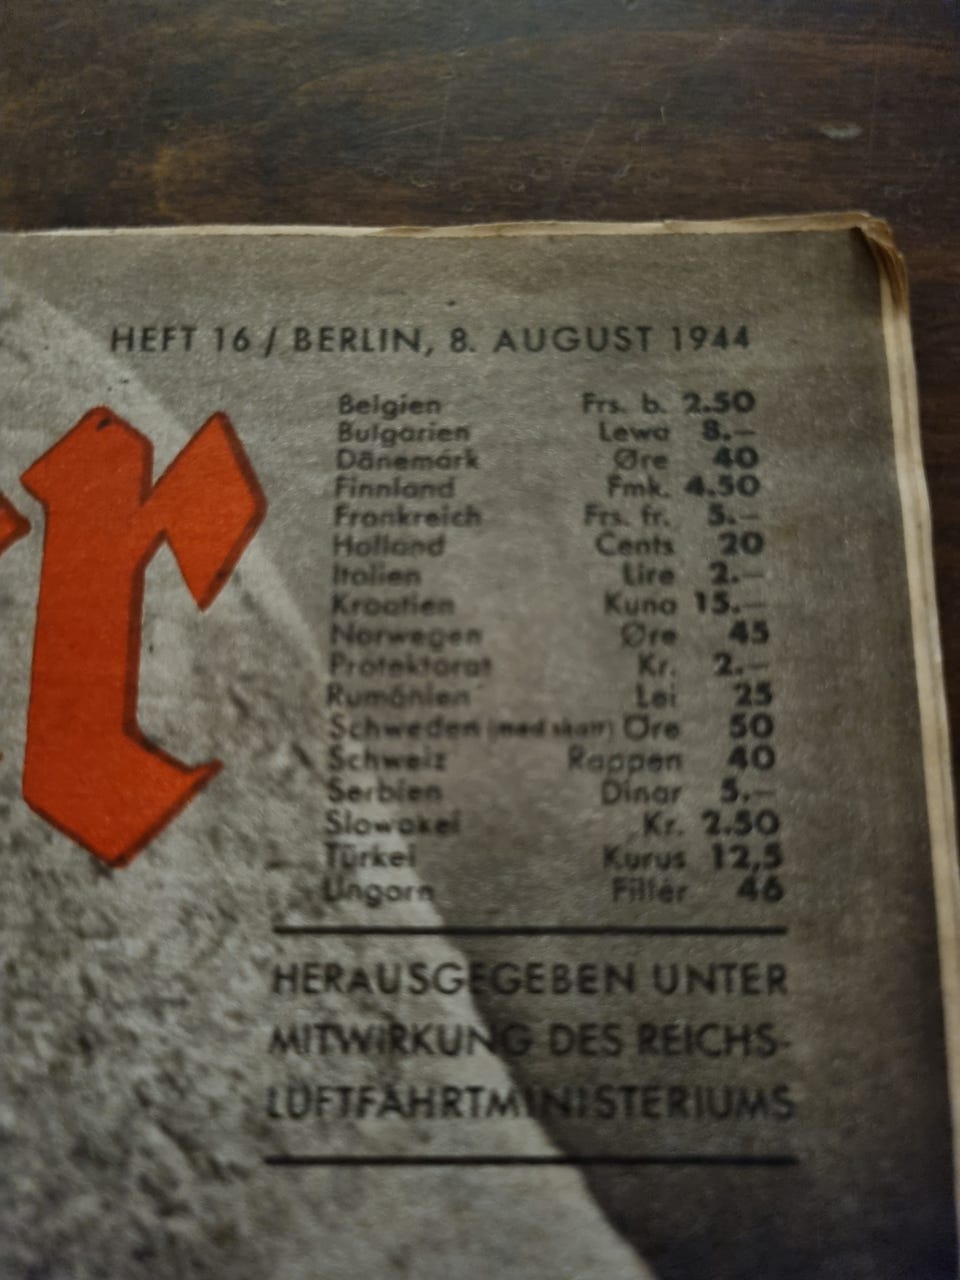 HEFT 16 / BERLIN, 8. AUGUST 1944
r
Belgien Frs. b. 2.50
Bulgarien Lewa 8.—
Dänemark Øre 40
Finnland Fmk. 4.50
Frankreich Frs. fr. 5.—
Holland Cents 20
Italien Lire 2.—
Kroatien Kuna 15.—
Norwegen Øre 45
Protektorat Kr. 2.—
Rumänien Lei 25
Schweden (med skatt) Öre 50
Schweiz Rappen 40
Serbien Dinar 5.—
Slowakei Kr. 2.50
Türkei Kurus 12,5
Ungarn Filler 46
HERAUSGEGEBEN UNTER
MITWIRKUNG DES REICHS-
LUFTFAHRTMINISTERIUMS